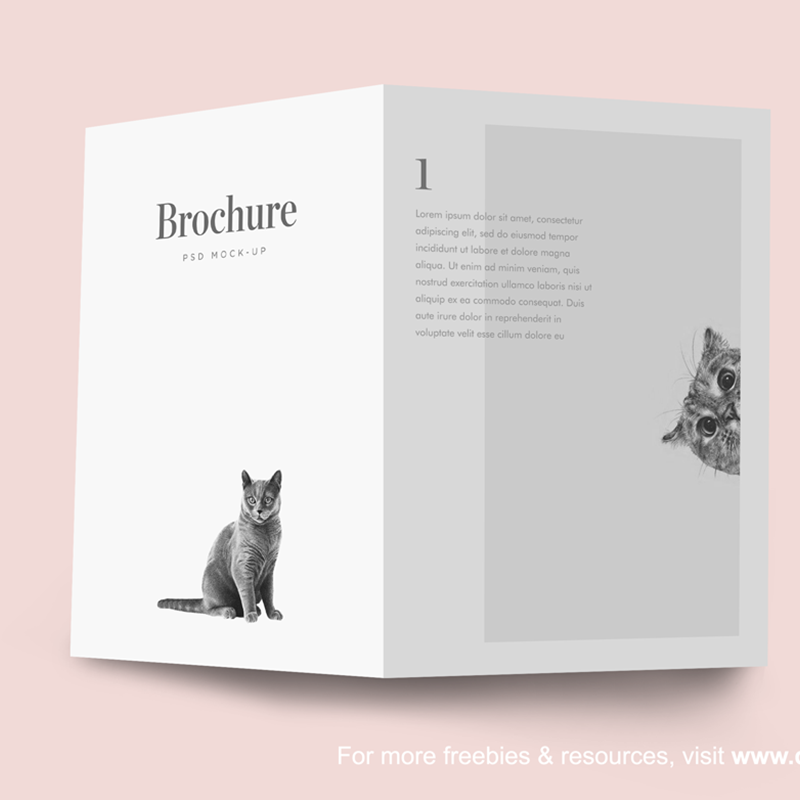 Brochure
PSD MOCK-UP
1
Lorem ipsum dolor sit amet, consectetur
adipiscing elit, sed do eiusmod tempor
incididunt ut labore et dolore magna
aliqua. Ut enim ad minim veniam, quis
nostrud exercitation ullamco laboris nisi ut
aliquip ex ea commodo consequat. Duis
aute irure dolor in reprehenderit in
voluptate velit esse cillum dolore eu
For more freebies & resources, visit www.